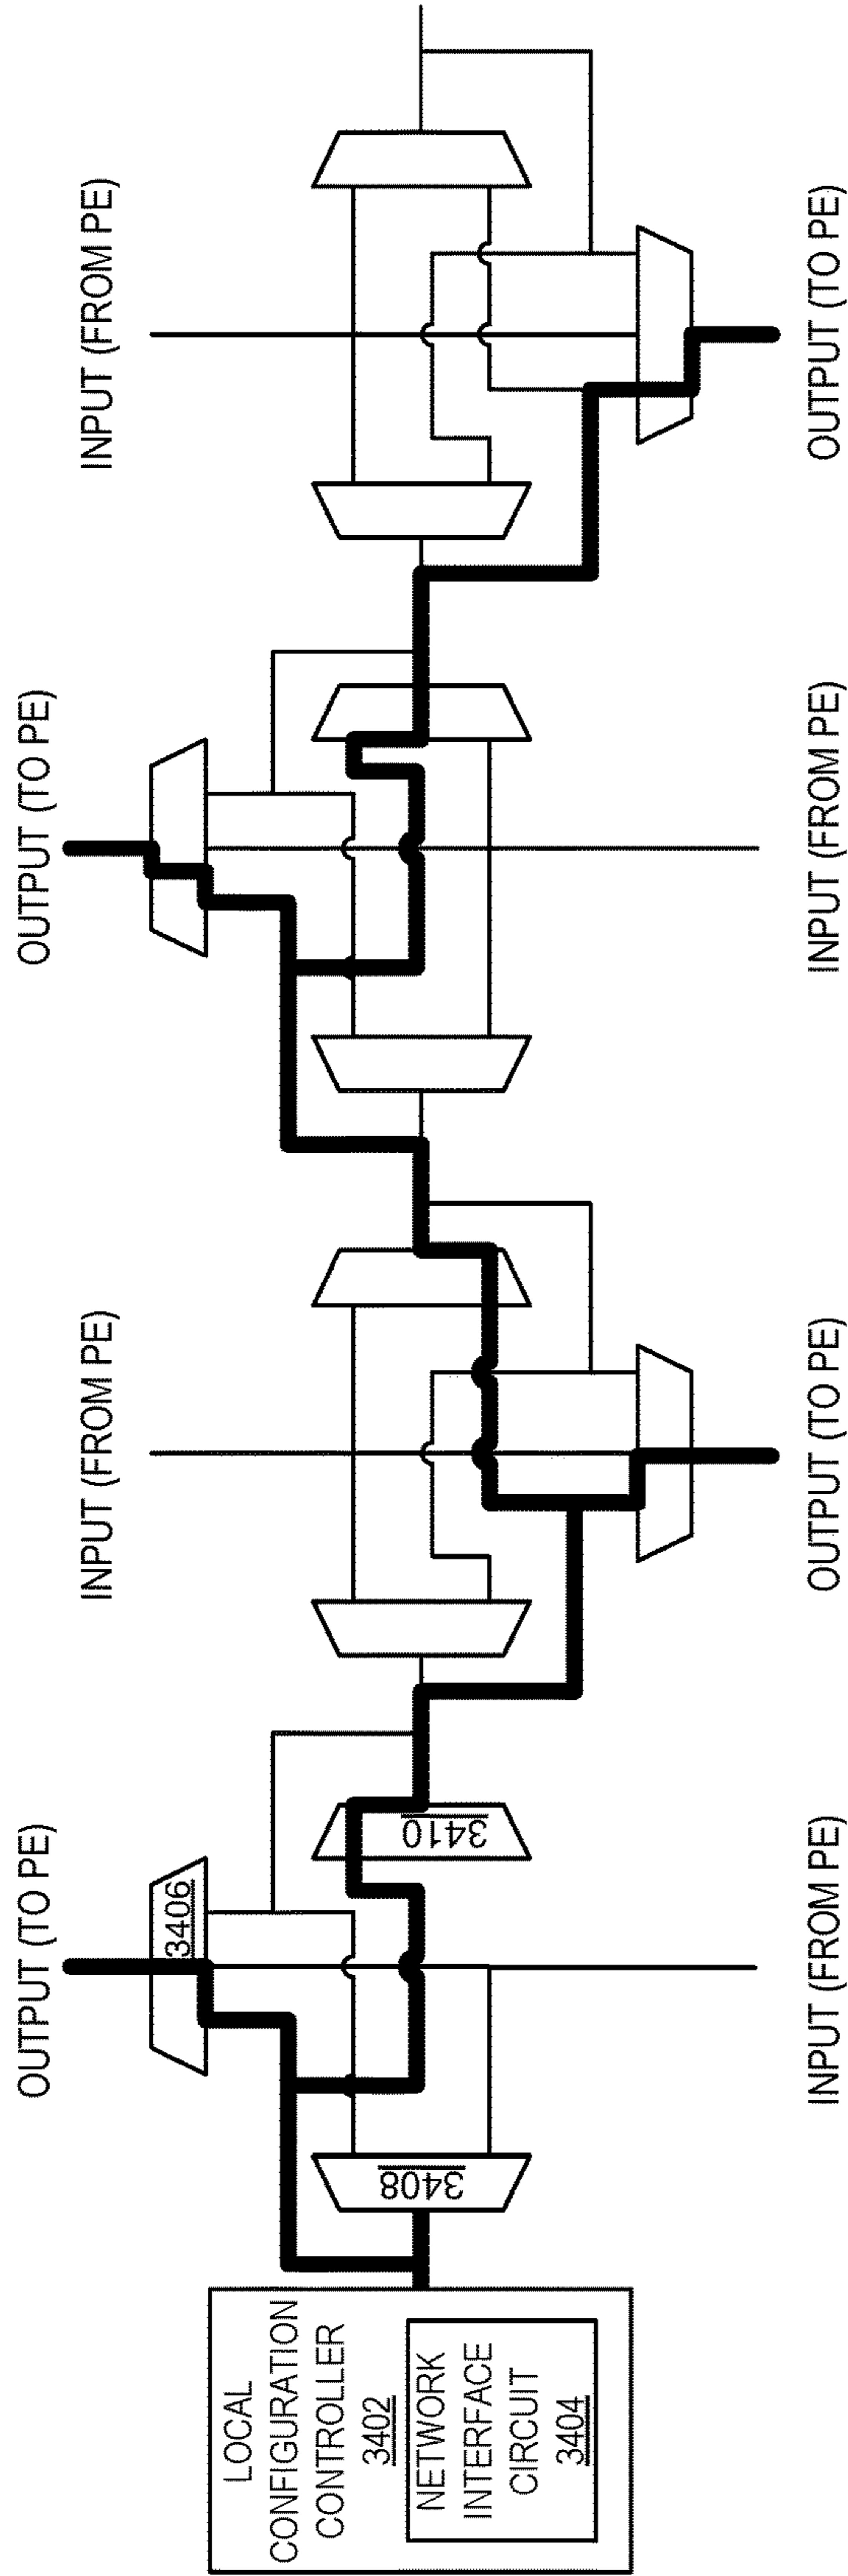 OUTPUT (TO PE)
OUTPUT (TO PE)
3406
INPUT (FROM PE)
INPUT (FROM PE)
LOCAL
CONFIGURATION
CONTROLLER
3402
NETWORK
INTERFACE
CIRCUIT
3404
3408
3410
INPUT (FROM PE)
INPUT (FROM PE)
OUTPUT (TO PE)
OUTPUT (TO PE)